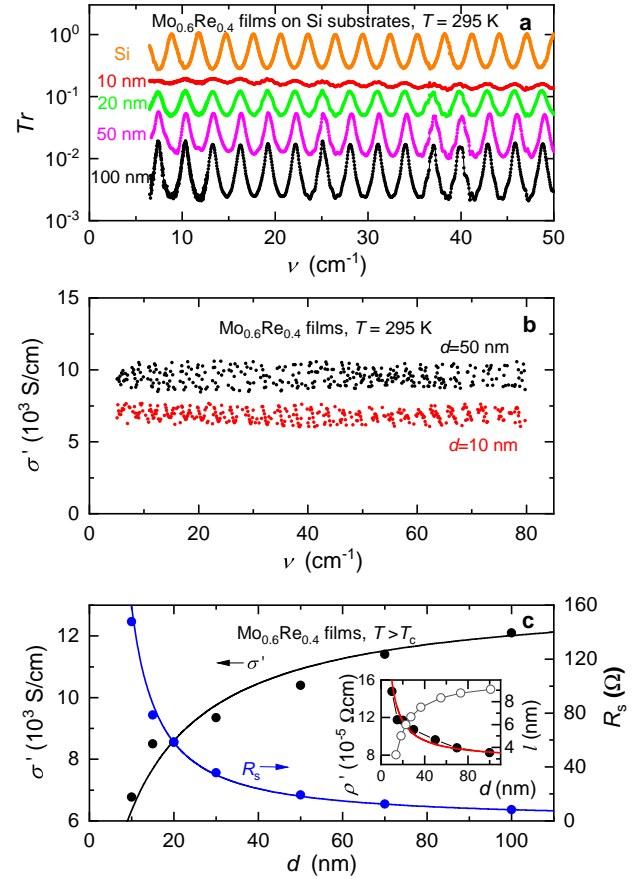 Mo0.6Re0.4 films on Si substrates, T = 295 K a
Si
10 nm
20 nm
50 nm
100 nm
10^0
10^-1
10^-2
10^-3
Tr
0 10 20 30 40 50
ν (cm-1)
b
Mo0.6Re0.4 films, T = 295 K
d=50 nm
d=10 nm
15
10
5
0
σ' (10^3 S/cm)
0 20 40 60 80
ν (cm-1)
c
Mo0.6Re0.4 films, T > Tc
σ'
Rs
12
10
8
6
σ' (10^3 S/cm)
160
120
80
40
0
Rs (Ω)
16
12
8
ρ' (10^-5 Ωcm)
8
6
4
l (nm)
0 40 80
d (nm)
0 20 40 60 80 100
d (nm)